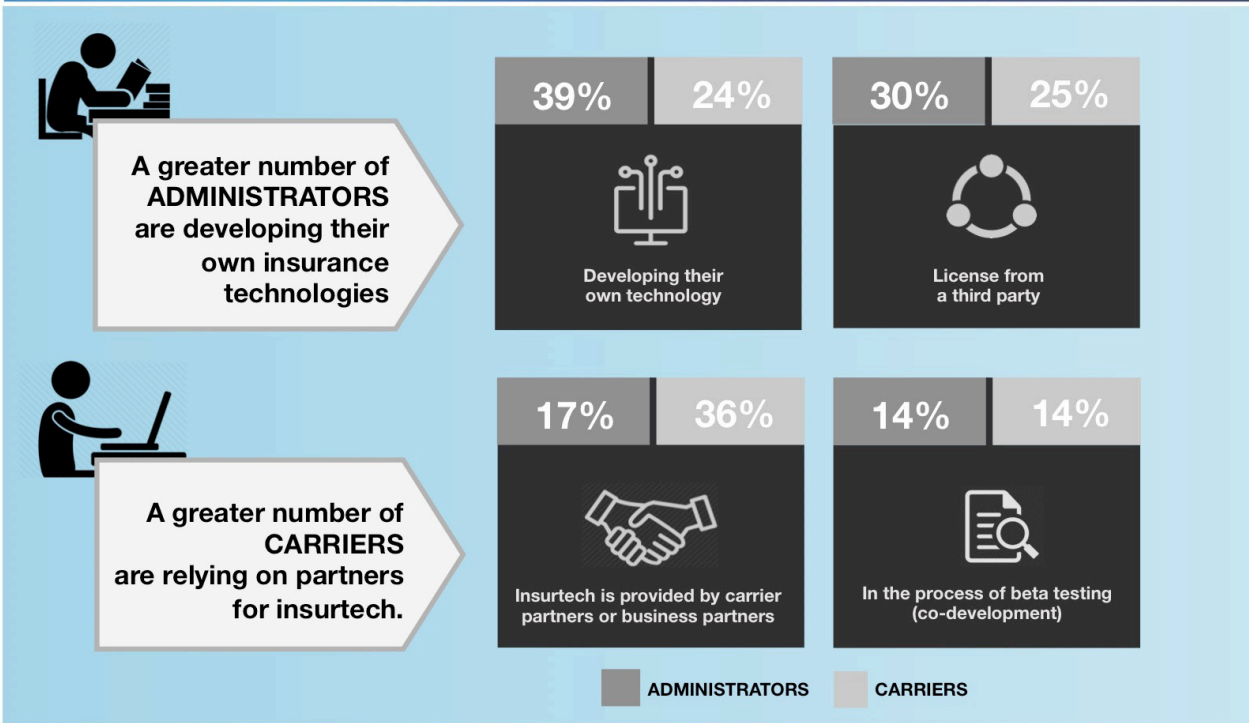 A greater number of
ADMINISTRATORS
are developing their
own insurance
technologies
39%
24%
Developing their
own technology
30%
25%
License from
a third party
A greater number of
CARRIERS
are relying on partners
for insurtech.
17%
36%
Insurtech is provided by carrier
partners or business partners
14%
14%
In the process of beta testing
(co-development)
ADMINISTRATORS
CARRIERS